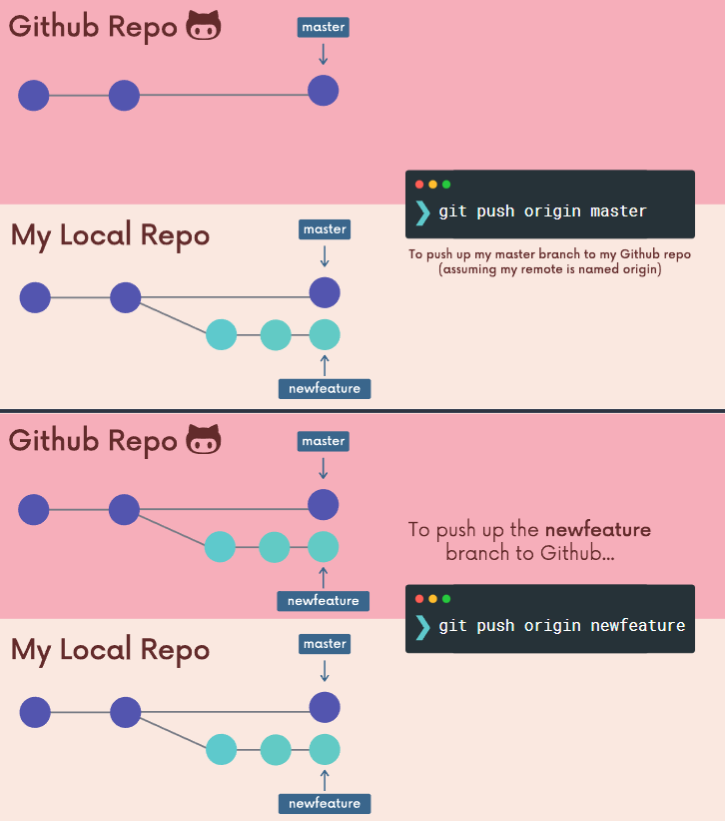 Github Repo
master
❯ git push origin master
To push up my master branch to my Github repo
(assuming my remote is named origin)
My Local Repo
master
newfeature
Github Repo
master
newfeature
To push up the newfeature
branch to Github...
❯ git push origin newfeature
My Local Repo
master
newfeature